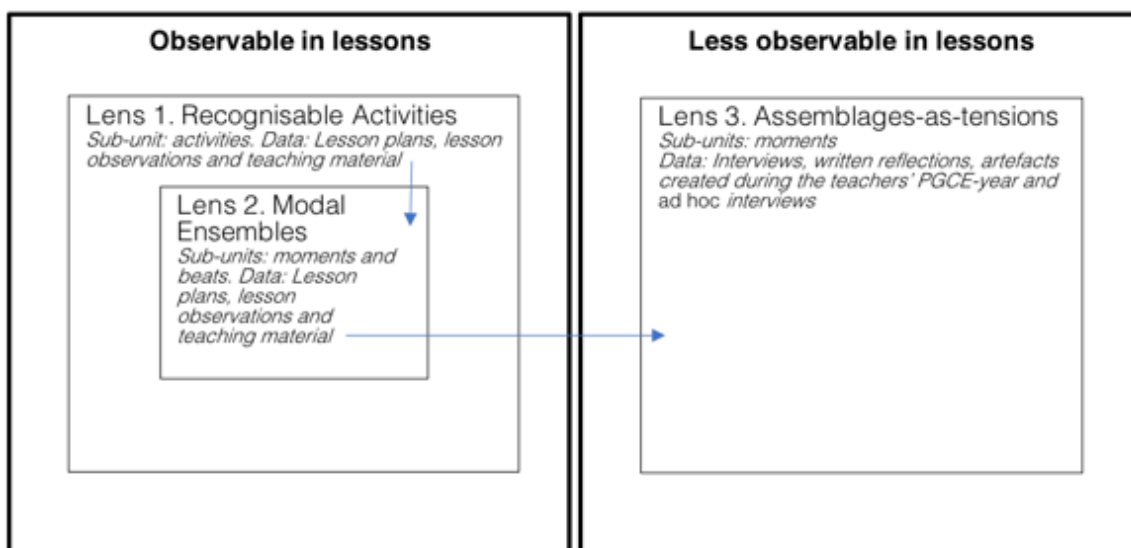 Observable in lessons
Lens 1. Recognisable Activities
Sub-unit: activities. Data: Lesson plans, lesson
observations and teaching material
Lens 2. Modal
Ensembles
Sub-units: moments and
beats. Data: Lesson
plans, lesson
observations and
teaching material
Less observable in lessons
Lens 3. Assemblages-as-tensions
Sub-units: moments
Data: Interviews, written reflections, artefacts
created during the teachers' PGCE-year and
ad hoc interviews